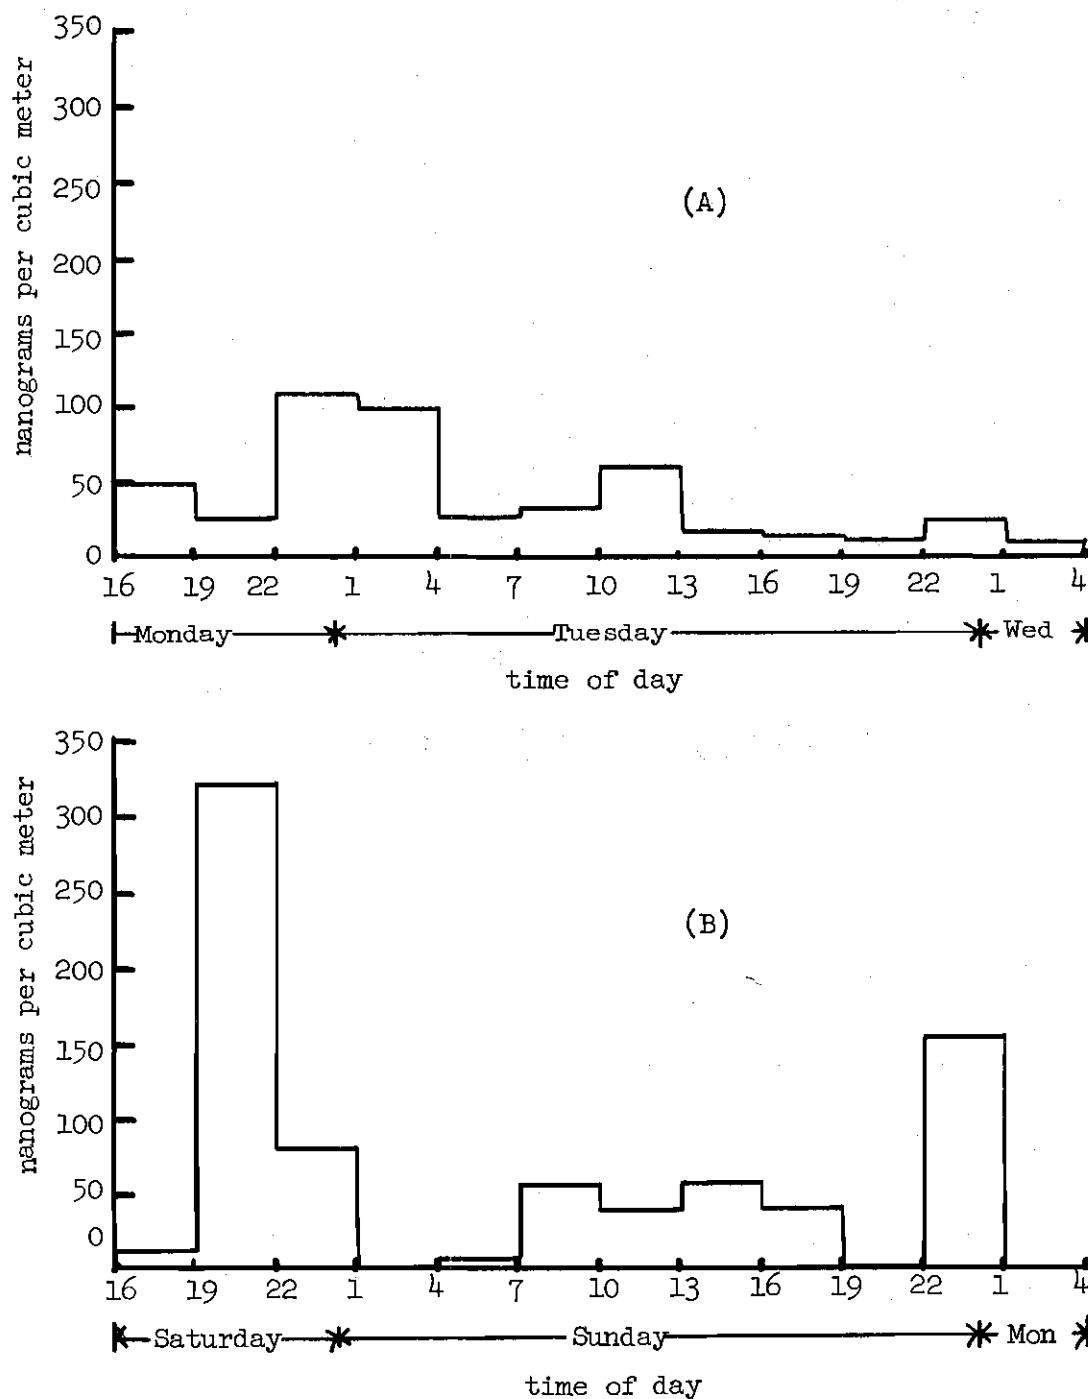 nanograms per cubic meter
350
300
250
200
150
100
50
0
(A)
16 19 22 1 4 7 10 13 16 19 22 1 4
Monday Tuesday Wed
time of day
nanograms per cubic meter
350
300
250
200
150
100
50
0
(B)
16 19 22 1 4 7 10 13 16 19 22 1 4
Saturday Sunday Mon
time of day